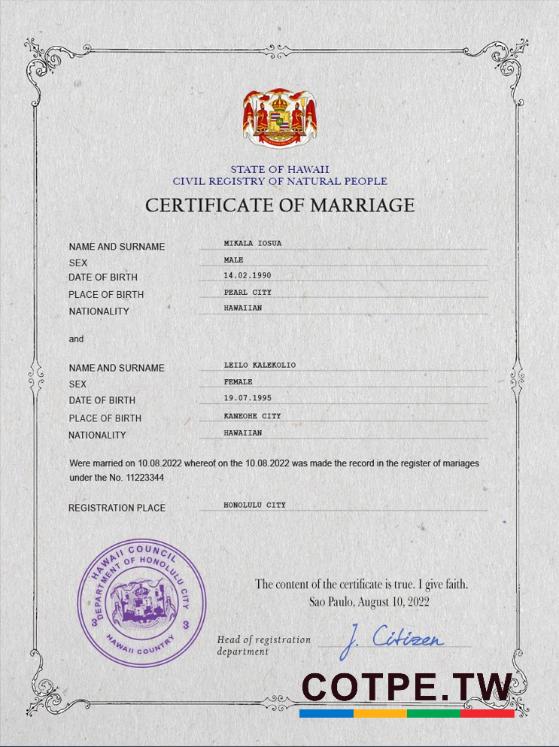 STATE OF HAWAII
CIVIL REGISTRY OF NATURAL PEOPLE
CERTIFICATE OF MARRIAGE
NAME AND SURNAME MIKALA IOSUA
SEX MALE
DATE OF BIRTH 14.02.1990
PLACE OF BIRTH PEARL CITY
NATIONALITY HAWAIIAN
and
NAME AND SURNAME LEILO KALEKOLIO
SEX FEMALE
DATE OF BIRTH 19.07.1995
PLACE OF BIRTH KANEOHE CITY
NATIONALITY HAWAIIAN
Were married on 10.08.2022 whereof on the 10.08.2022 was made the record in the register of mariages
under the No. 11223344
REGISTRATION PLACE HONOLULU CITY
HAWAII COUNCIL
DEPARTMENT OF HONOLULU CITY
3 3
HAWAII COUNTRY
The content of the certificate is true. I give faith.
Sao Paulo, August 10, 2022
Head of registration
department
J. Citizen
COTPE.TW